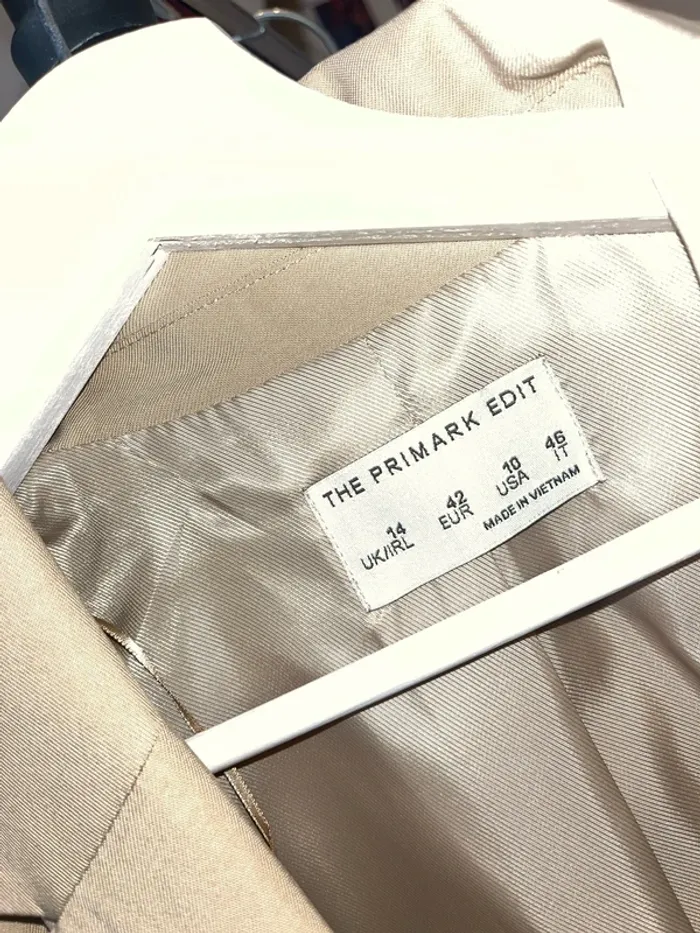 THE PRIMARK EDIT
14 42 10 46
UK/IRL EUR USA IT
MADE IN VIETNAM